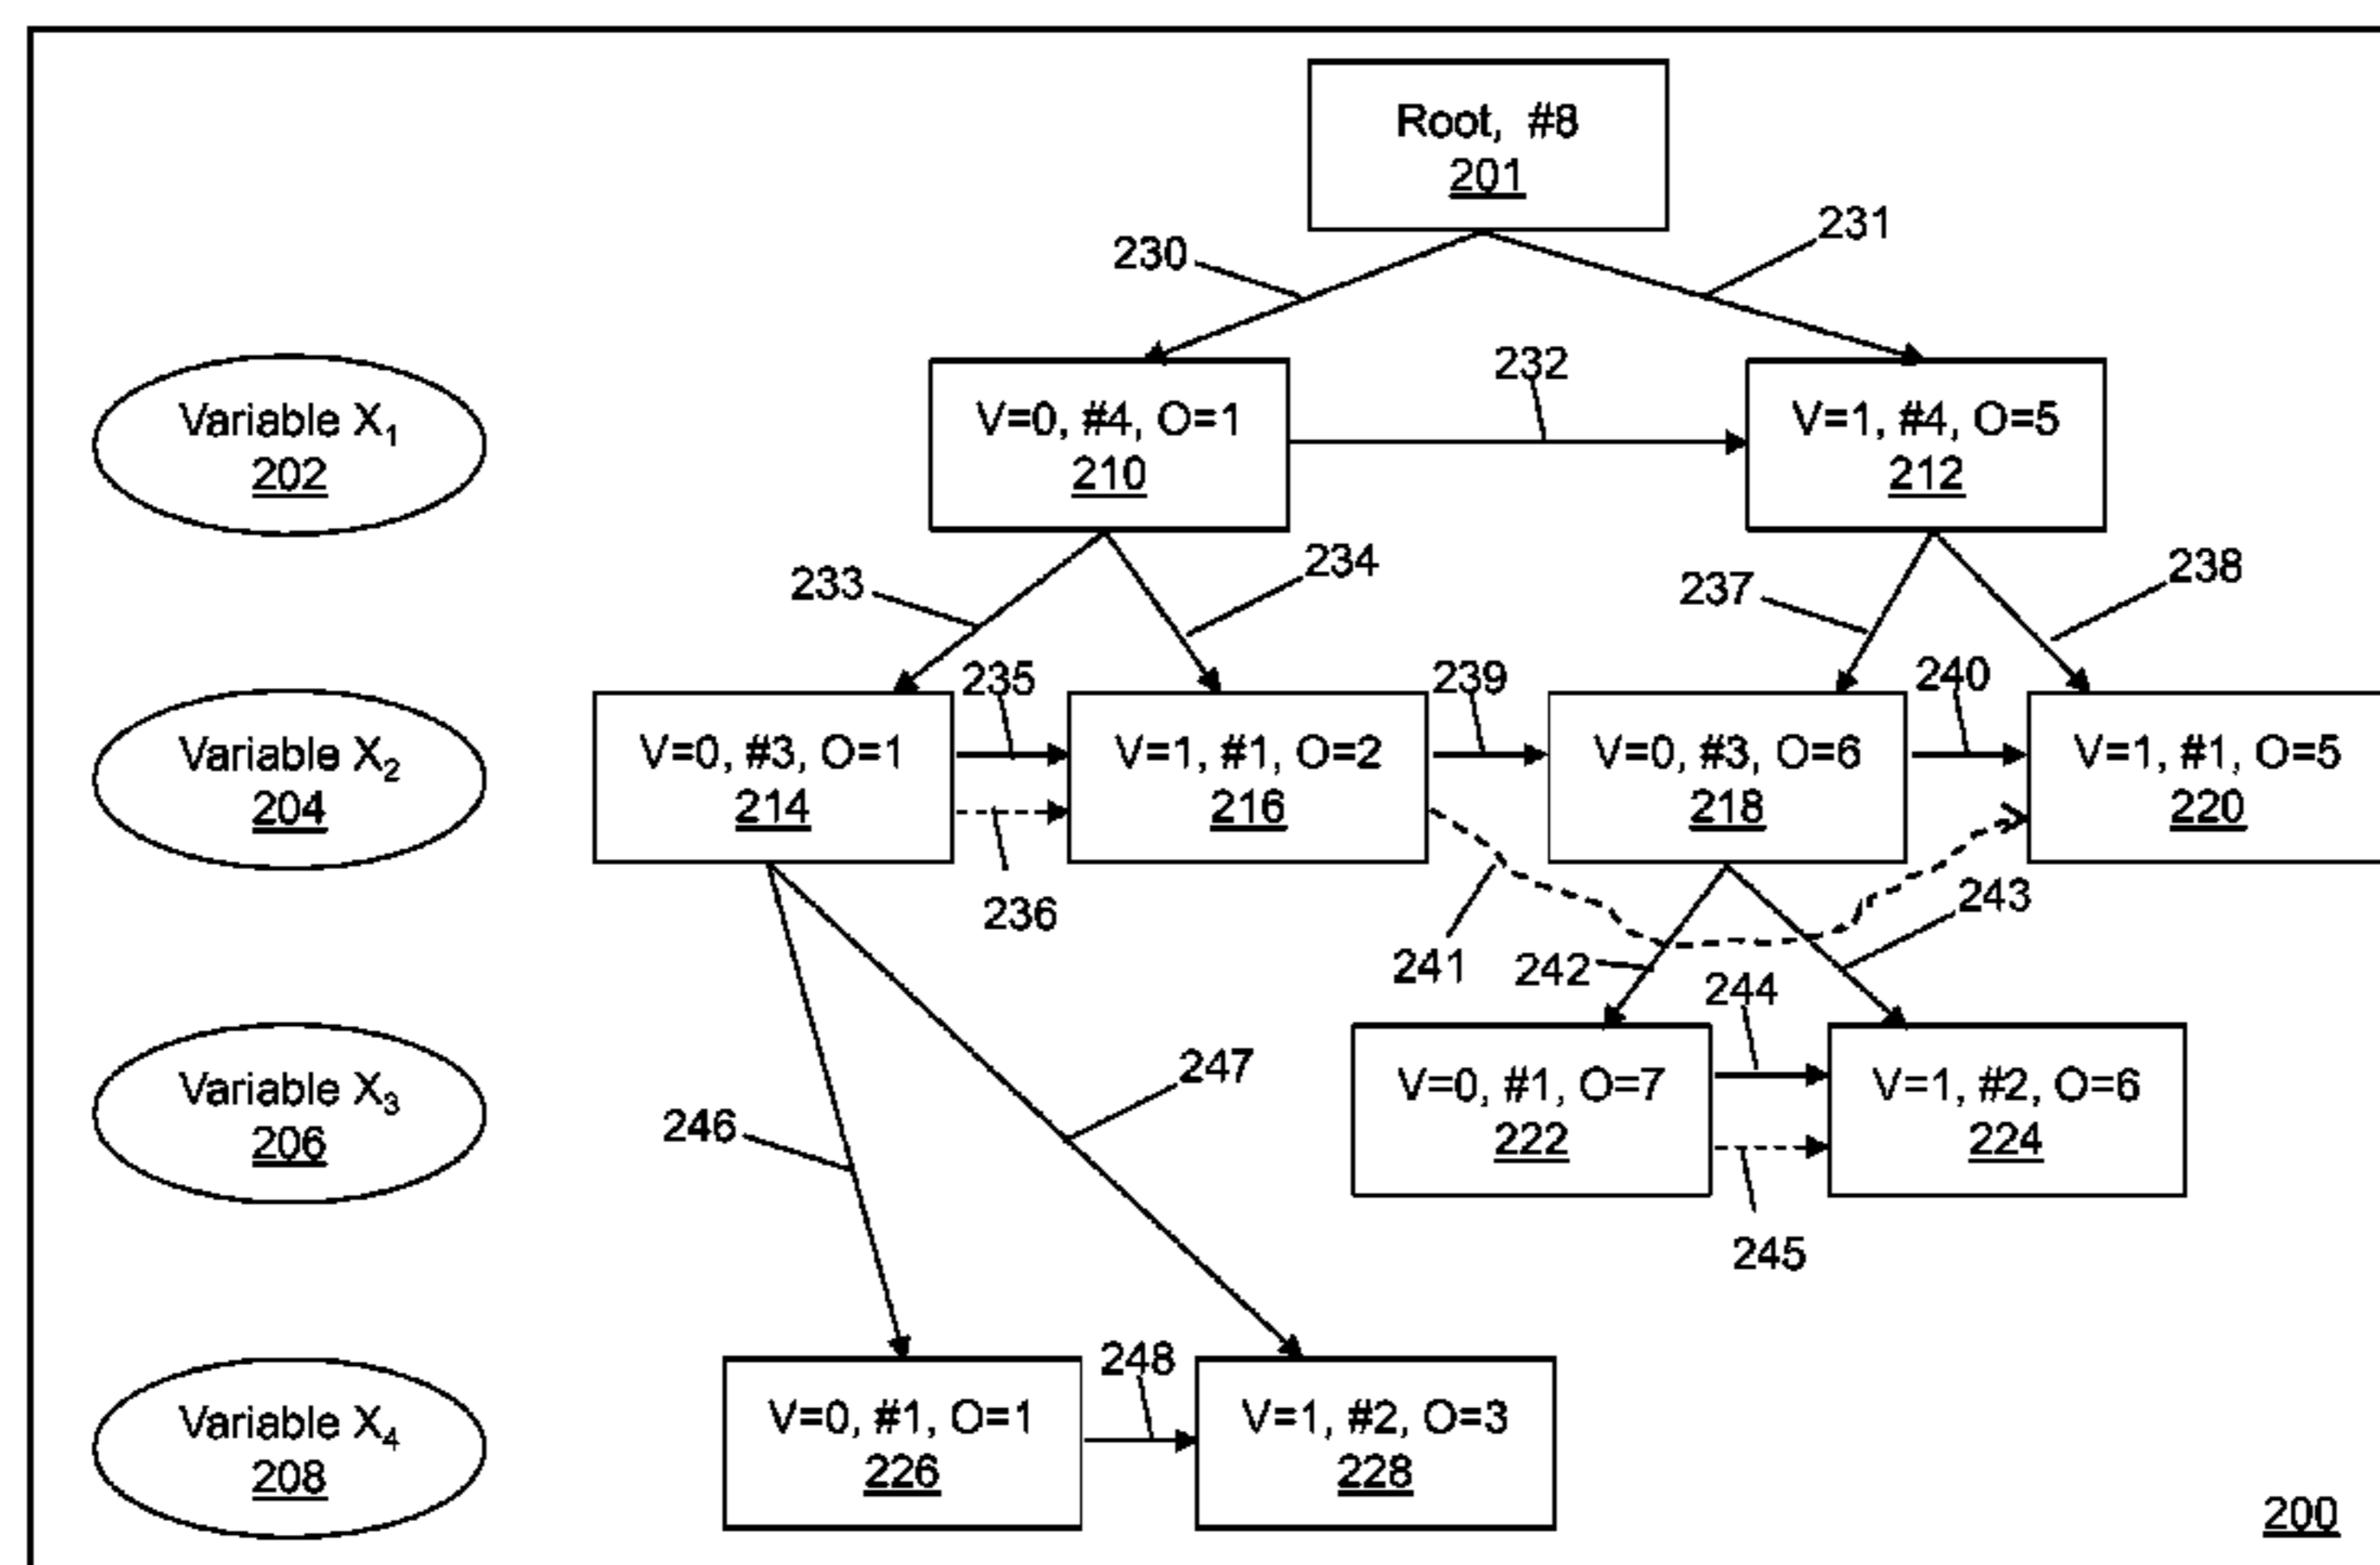 Root, #8
201
230
231
232
Variable X₁
202
V=0, #4, O=1
210
V=1, #4, O=5
212
233
234
237
238
235
239
240
Variable X₂
204
V=0, #3, O=1
214
V=1, #1, O=2
216
V=0, #3, O=6
218
V=1, #1, O=5
220
236
241
242
243
244
Variable X₃
206
246
247
V=0, #1, O=7
222
V=1, #2, O=6
224
245
248
Variable X₄
208
V=0, #1, O=1
226
V=1, #2, O=3
228
200